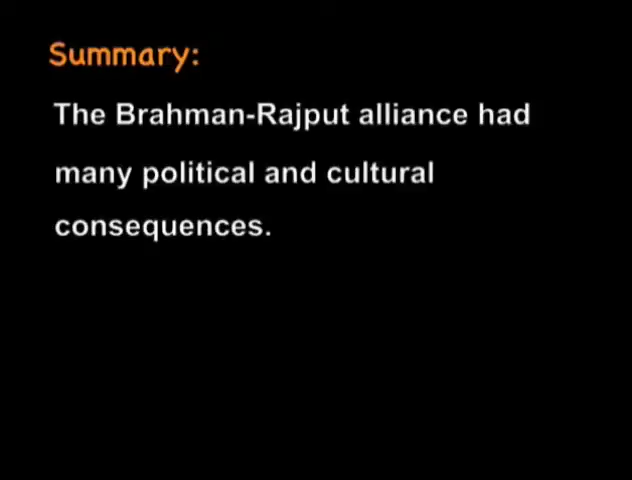 Summary:
The Brahman-Rajput alliance had
many political and cultural
consequences.